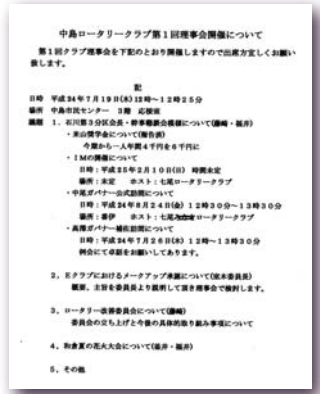 中島ロータリークラブ第1回理事会開催について
第1回クラブ理事会を下記のとおり開催しますので出席方宜しくお願い
致します。
記
日時 平成24年7月19日(木)12時~12時25分
場所 中島市民センター 3階 応接室
議題 1．石川第3分区会長・幹事懇談会模様について(藤崎・福井)
・米山奨学金について(報告済)
今期から一人年間4千円を6千円に
・IMの開催について
日時：平成25年2月10日(日) 時間未定
場所：未定 ホスト：七尾ロータリークラブ
・中尾ガバナー公式訪問について
日時：平成24年8月24日(金) 12時30分~13時30分
場所：番伊 ホスト：七尾ロータリークラブ
・高澤ガバナー補佐訪問について
日時：平成24年7月26日(木) 12時~13時30分
例会にて卓話をお願いしてあります。
2．Eクラブにおけるメークアップ承認について(室木委員長)
概要、主旨を委員長より説明して頂き理事会で検討します。
3．ロータリー改善委員会について(藤崎)
委員会の立ち上げと今後の具体的取り組み事項について
4．和倉夏の花火大会について(釜井・福井)
5．その他